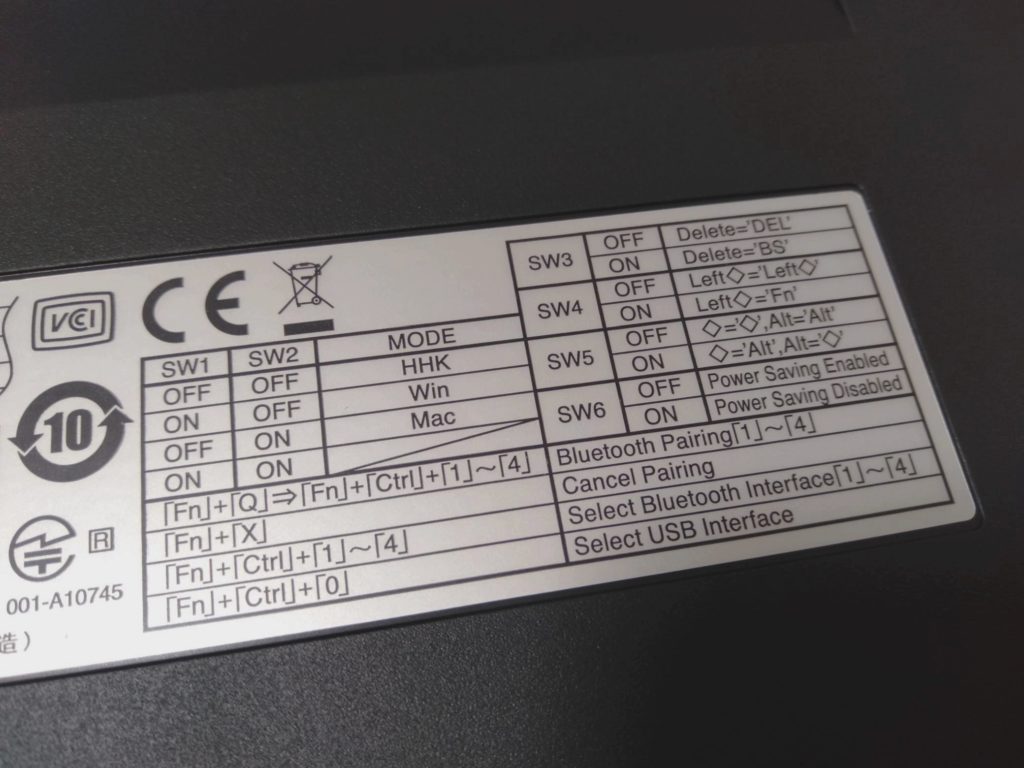 VCI
CE
10
R
001-A10745
造）
SW1 SW2 MODE
OFF OFF HHK
ON OFF Win
OFF ON Mac
ON ON
SW3 OFF Delete='DEL'
ON Delete='BS'
SW4 OFF Left◇='Left◇'
ON Left◇='Fn'
SW5 OFF ◇='◇',Alt='Alt'
ON ◇='Alt',Alt='◇'
SW6 OFF Power Saving Enabled
ON Power Saving Disabled
｢Fn｣+｢Q｣⇒｢Fn｣+｢Ctrl｣+｢1｣～｢4｣ Bluetooth Pairing｢1｣～｢4｣
｢Fn｣+｢X｣ Cancel Pairing
｢Fn｣+｢Ctrl｣+｢1｣～｢4｣ Select Bluetooth Interface｢1｣～｢4｣
｢Fn｣+｢Ctrl｣+｢0｣ Select USB Interface